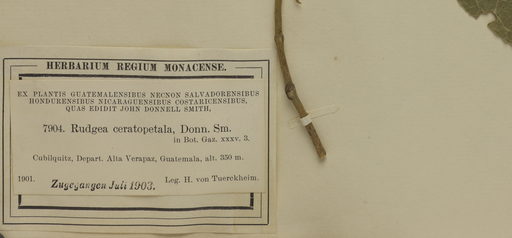 HERBARIUM REGIUM MONACENSE.
EX PLANTIS GUATEMALENSIBUS NECNON SALVADORENSIBUS
HONDURENSIBUS NICARAGUENSIBUS COSTARICENSIBUS,
QUAS EDIDIT JOHN DONNELL SMITH.
7904. Rudgea ceratopetala, Donn. Sm.
in Bot. Gaz. xxxv. 3.
Cubilquitz, Depart. Alta Verapaz, Guatemala, alt. 350 m.
1901. Leg. H. von Tuerckheim.
Zugegangen Juli 1903.